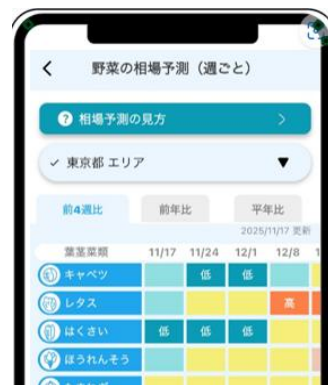 野菜の相場予測（週ごと）
? 相場予測の見方
東京都 エリア
前4週比 前年比 平年比
2025/11/17 更新
葉茎菜類 11/17 11/24 12/1 12/8
キャベツ 低 低
レタス 高
はくさい 低 低 低
ほうれんそう